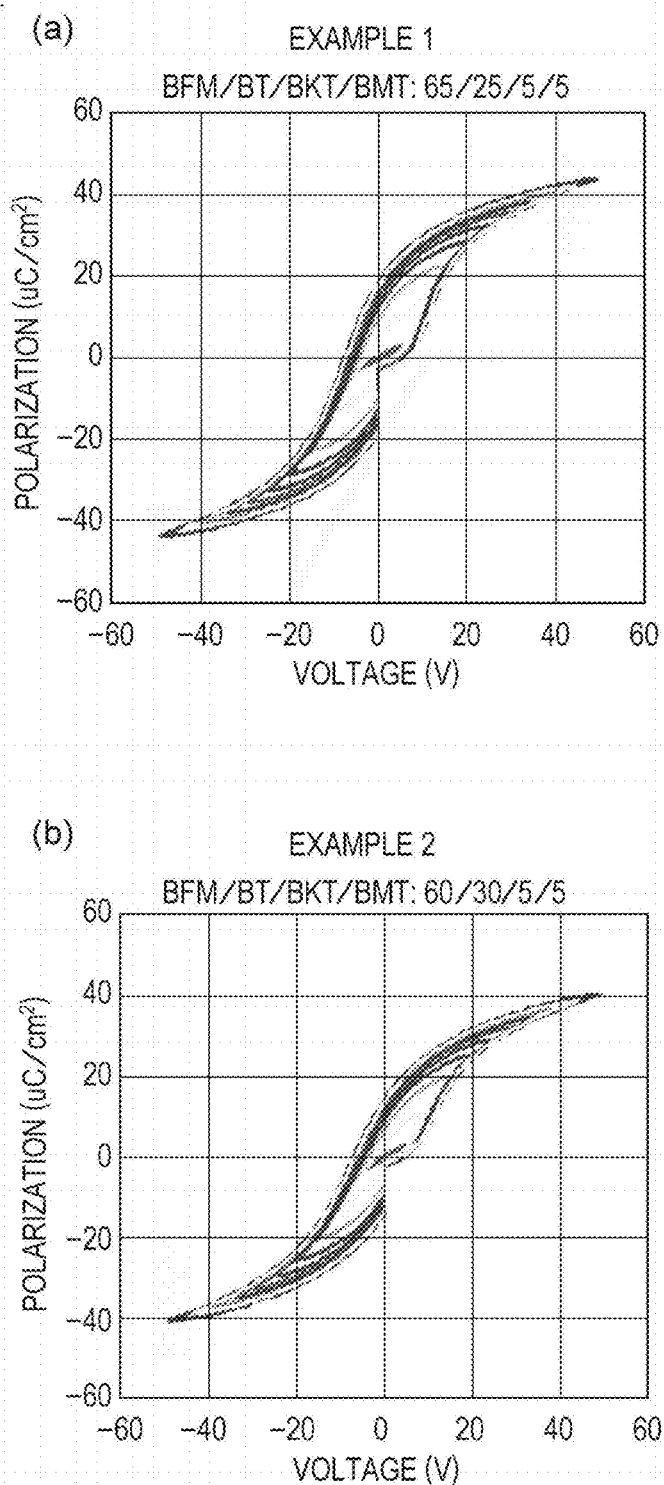 (a)
EXAMPLE 1
BFM/BT/BKT/BMT: 65/25/5/5
60
40
20
0
−20
−40
−60
POLARIZATION (uC/cm²)
−60 −40 −20 0 20 40 60
VOLTAGE (V)
(b)
EXAMPLE 2
BFM/BT/BKT/BMT: 60/30/5/5
60
40
20
0
−20
−40
−60
POLARIZATION (uC/cm²)
−60 −40 −20 0 20 40 60
VOLTAGE (V)